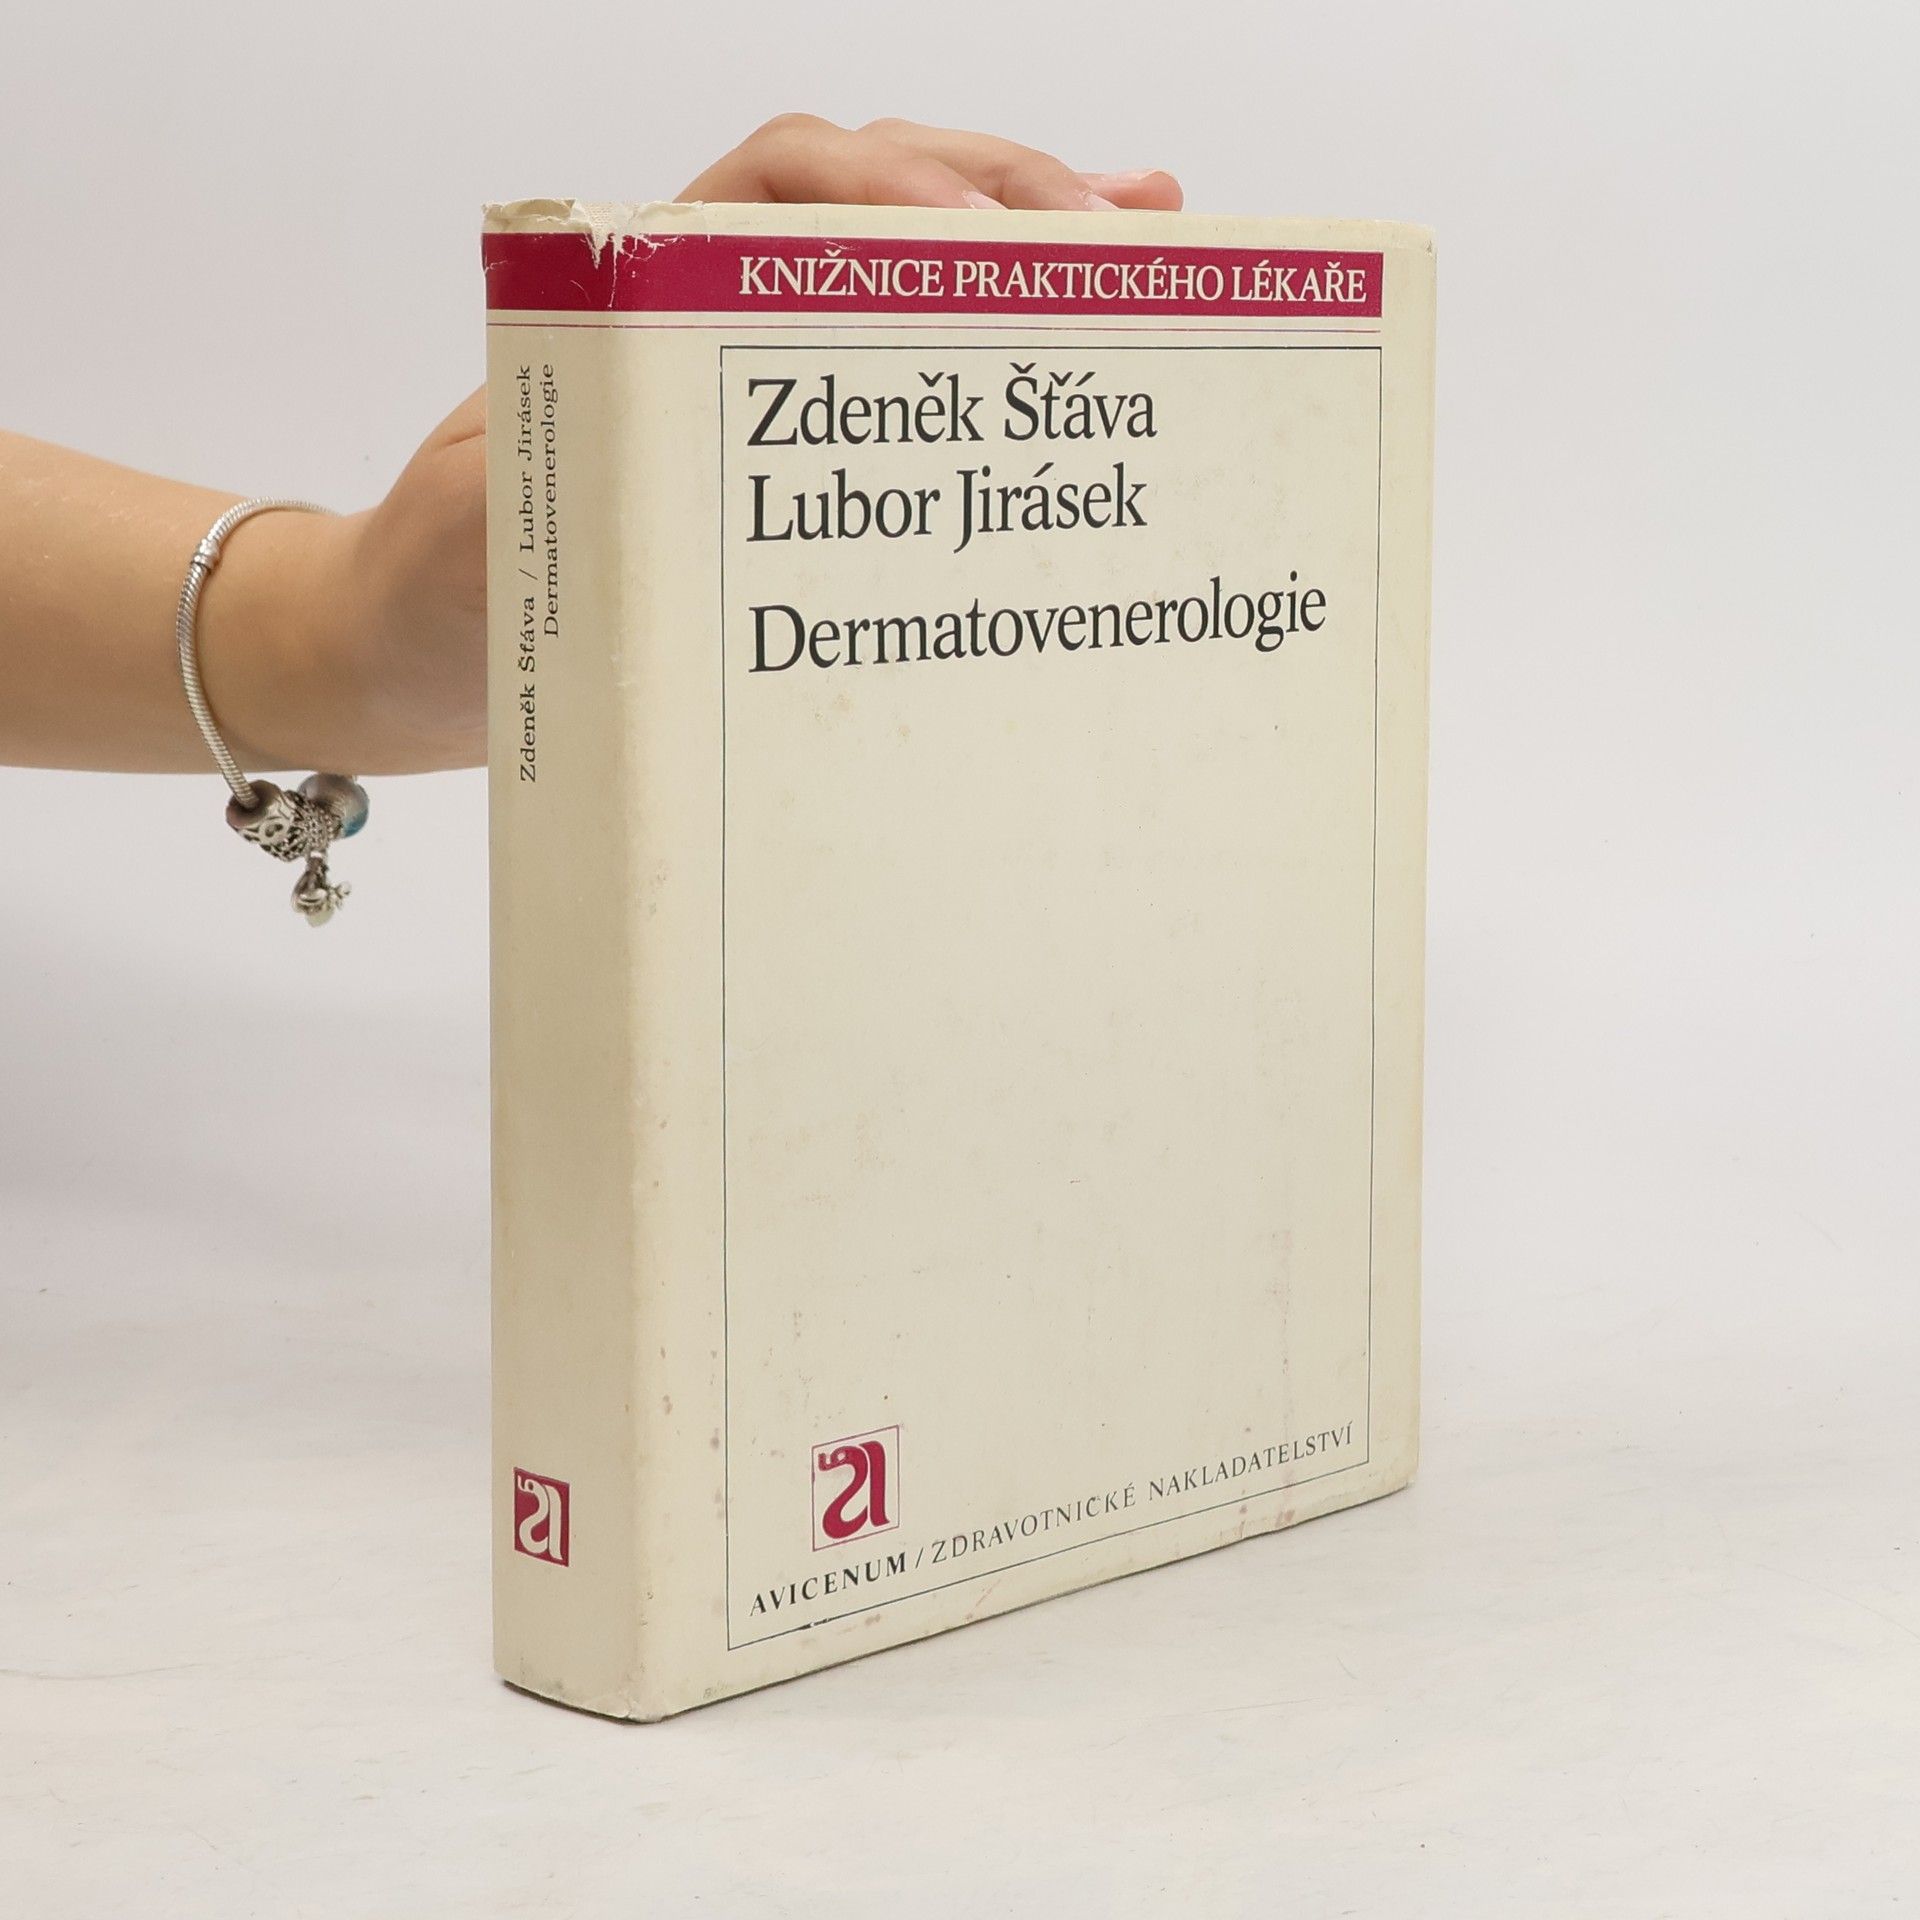 KNIŽNICE PRAKTICKÉHO LÉKAŘE
Zdeněk Šťáva
Lubor Jirásek
Dermatovenerologie
AVICENUM / ZDRAVOTNICKÉ NAKLADATELSTVÍ
Zdeněk Šťáva / Lubor Jirásek
Dermatovenerologie